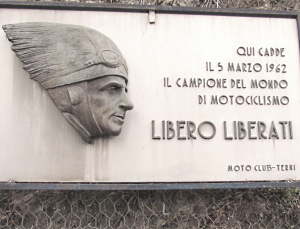 QUI CADDE
IL 5 MARZO 1962
IL CAMPIONE DEL MONDO
DI MOTOCICLISMO
LIBERO LIBERATI
MOTO CLUB-TERNI